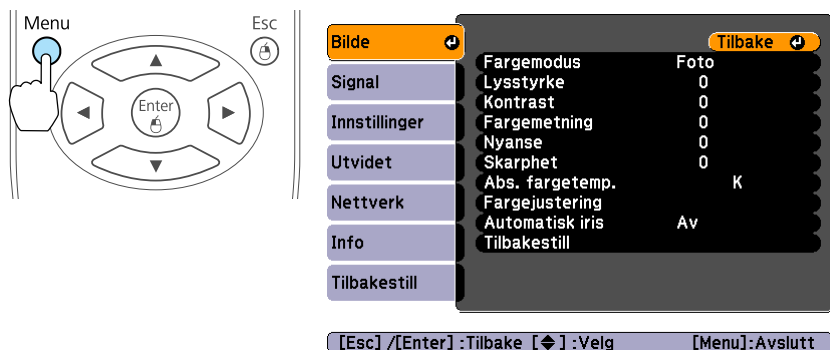 Menu
Esc
Enter
Bilde
Signal
Innstillinger
Utvidet
Nettverk
Info
Tilbakestill
Tilbake
Fargemodus Foto
Lysstyrke 0
Kontrast 0
Fargemetning 0
Nyanse 0
Skarphet 0
Abs. fargetemp. K
Fargejustering
Automatisk iris Av
Tilbakestill
[Esc] /[Enter] :Tilbake [◆] :Velg [Menu]:Avslutt